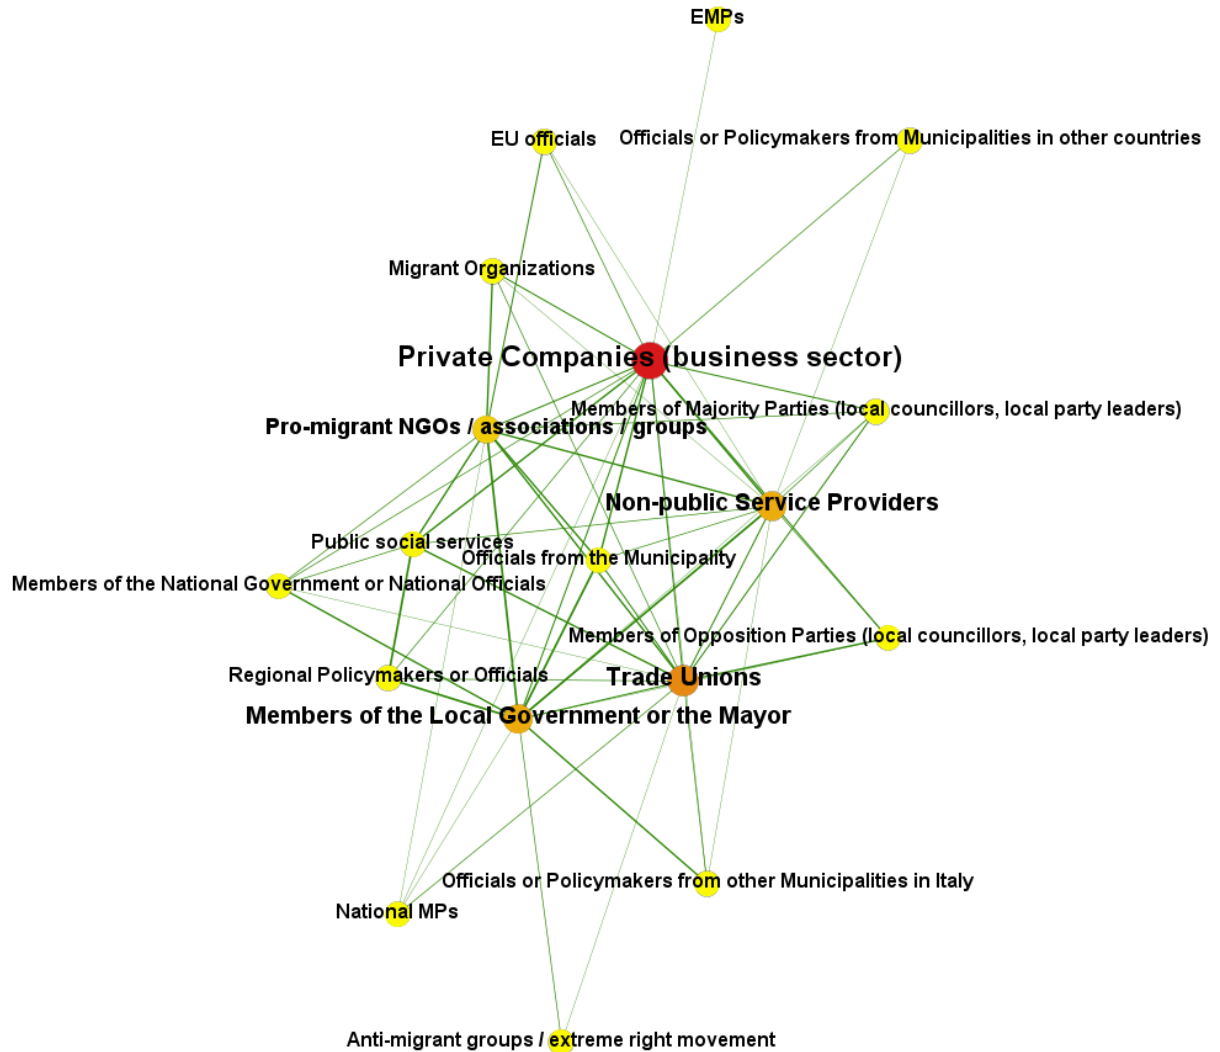 EMPs
EU officials
Officials or Policymakers from Municipalities in other countries
Migrant Organizations
Private Companies (business sector)
Members of Majority Parties (local councillors, local party leaders)
Pro-migrant NGOs / associations / groups
Non-public Service Providers
Public social services
Officials from the Municipality
Members of the National Government or National Officials
Members of Opposition Parties (local councillors, local party leaders)
Regional Policymakers or Officials
Trade Unions
Members of the Local Government or the Mayor
Officials or Policymakers from other Municipalities in Italy
National MPs
Anti-migrant groups / extreme right movement